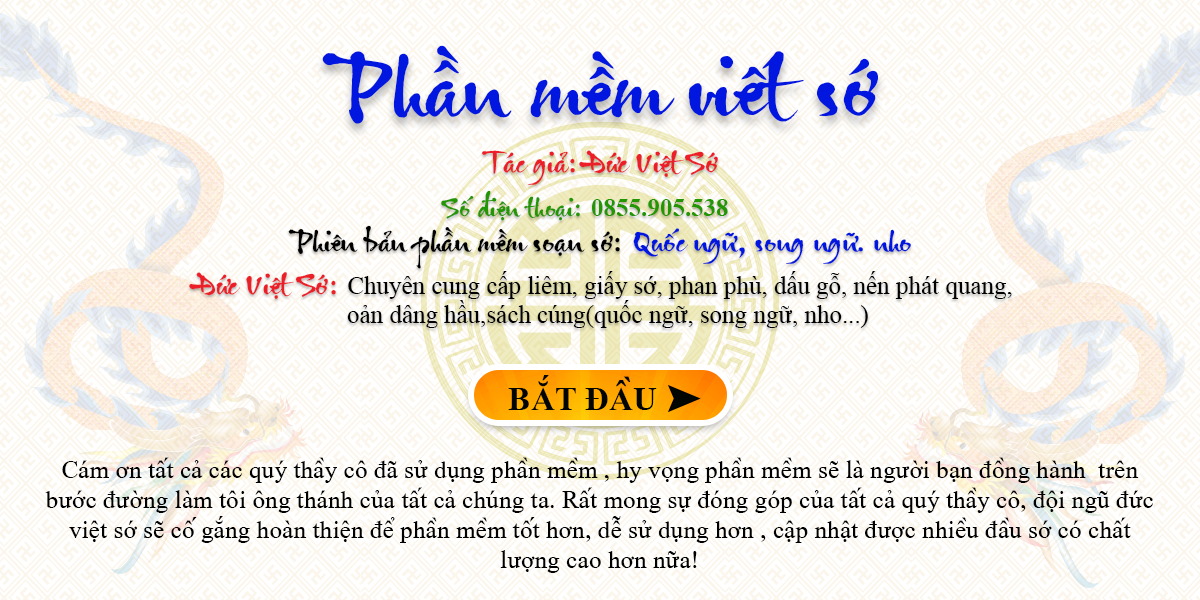 Phần mềm viết sớ
Tác giả: Đức Việt Sớ
Số điện thoại: 0855.905.538
Phiên bản phần mềm soạn sớ: Quốc ngữ, song ngữ. nho
Đức Việt Sớ: Chuyên cung cấp liêm, giấy sớ, phan phù, dấu gỗ, nến phát quang,
oản dâng hầu,sách cúng(quốc ngữ, song ngữ, nho...)
BẮT ĐẦU
Cám ơn tất cả các quý thầy cô đã sử dụng phần mềm , hy vọng phần mềm sẽ là người bạn đồng hành trên
bước đường làm tôi ông thánh của tất cả chúng ta. Rất mong sự đóng góp của tất cả quý thầy cô, đội ngũ đức
việt sớ sẽ cố gắng hoàn thiện để phần mềm tốt hơn, dễ sử dụng hơn , cập nhật được nhiều đầu sớ có chất
lượng cao hơn nữa!